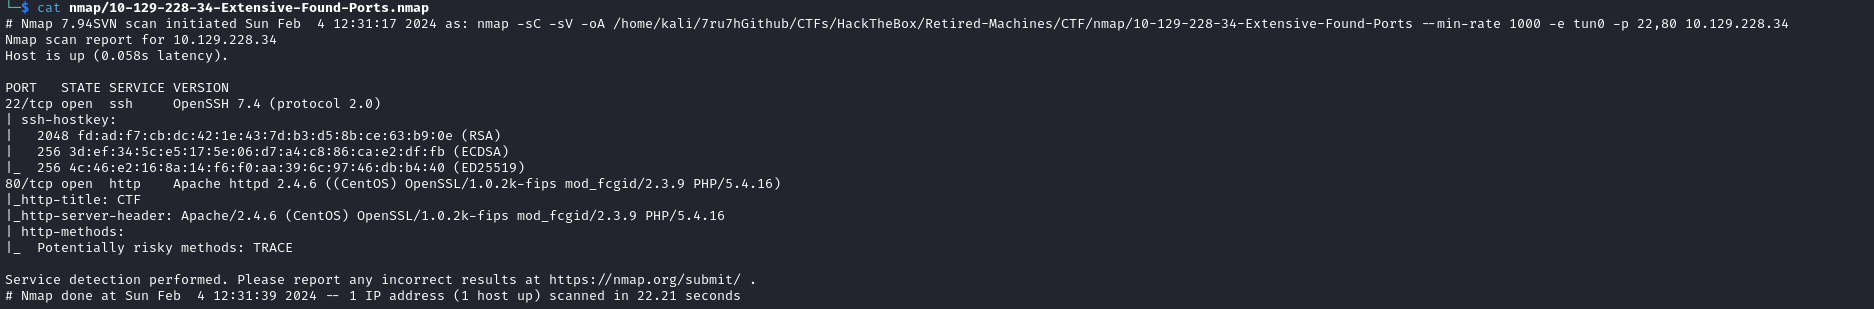 └─$ cat nmap/10-129-228-34-Extensive-Found-Ports.nmap
# Nmap 7.94SVN scan initiated Sun Feb  4 12:31:17 2024 as: nmap -sC -sV -oA /home/kali/7ru7hGithub/CTFs/HackTheBox/Retired-Machines/CTF/nmap/10-129-228-34-Extensive-Found-Ports --min-rate 1000 -e tun0 -p 22,80 10.129.228.34
Nmap scan report for 10.129.228.34
Host is up (0.058s latency).

PORT   STATE SERVICE VERSION
22/tcp open  ssh     OpenSSH 7.4 (protocol 2.0)
| ssh-hostkey:
|   2048 fd:ad:f7:cb:dc:42:1e:43:7d:b3:d5:8b:ce:63:b9:0e (RSA)
|   256 3d:ef:34:5c:e5:17:5e:06:d7:a4:c8:86:ca:e2:df:fb (ECDSA)
|_  256 4c:46:e2:16:8a:14:f6:f0:aa:39:6c:97:46:db:b4:40 (ED25519)
80/tcp open  http    Apache httpd 2.4.6 ((CentOS) OpenSSL/1.0.2k-fips mod_fcgid/2.3.9 PHP/5.4.16)
|_http-title: CTF
|_http-server-header: Apache/2.4.6 (CentOS) OpenSSL/1.0.2k-fips mod_fcgid/2.3.9 PHP/5.4.16
| http-methods:
|_  Potentially risky methods: TRACE

Service detection performed. Please report any incorrect results at https://nmap.org/submit/ .
# Nmap done at Sun Feb  4 12:31:39 2024 -- 1 IP address (1 host up) scanned in 22.21 seconds